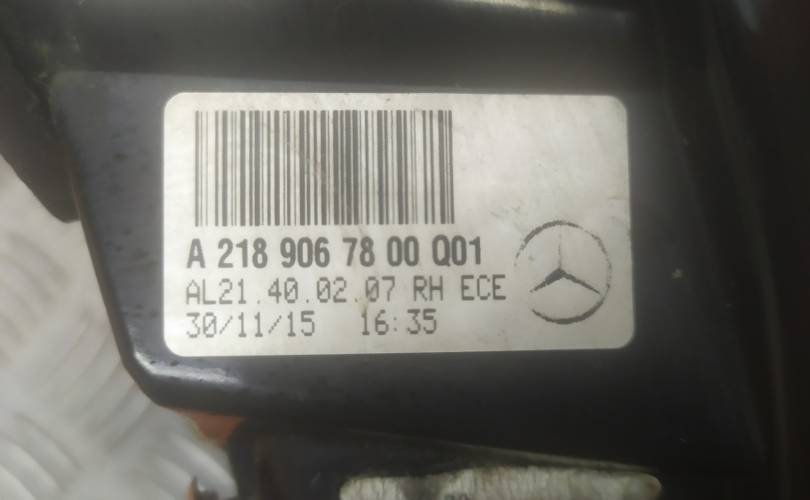 A 218 906 78 00 Q01
AL21.40.02.07 RH ECE
30/11/15 16:35